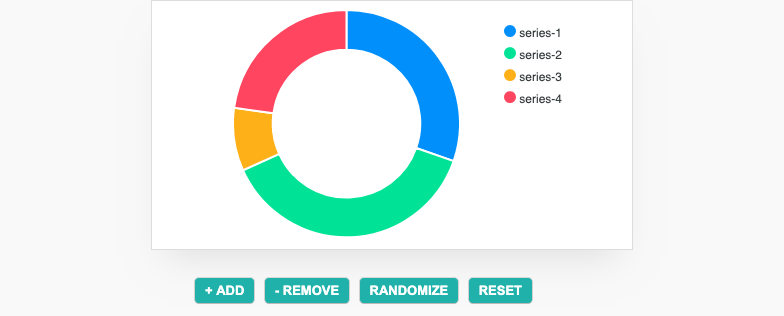 series-1
series-2
series-3
series-4
+ ADD
- REMOVE
RANDOMIZE
RESET